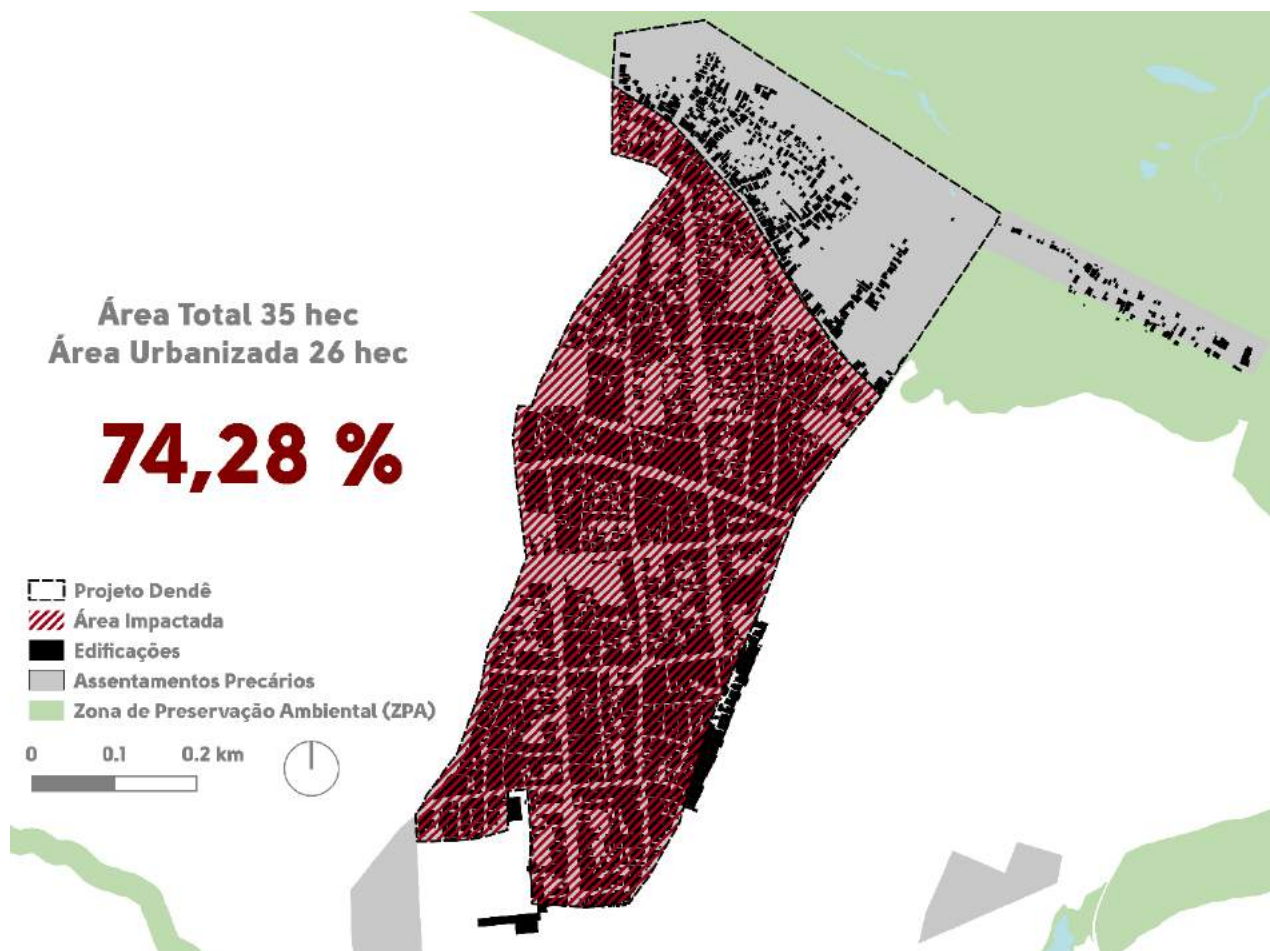 Área Total 35 hec
Área Urbanizada 26 hec
74,28 %
Projeto Dendê
Área Impactada
Edificações
Assentamentos Precários
Zona de Preservação Ambiental (ZPA)
0 0.1 0.2 km